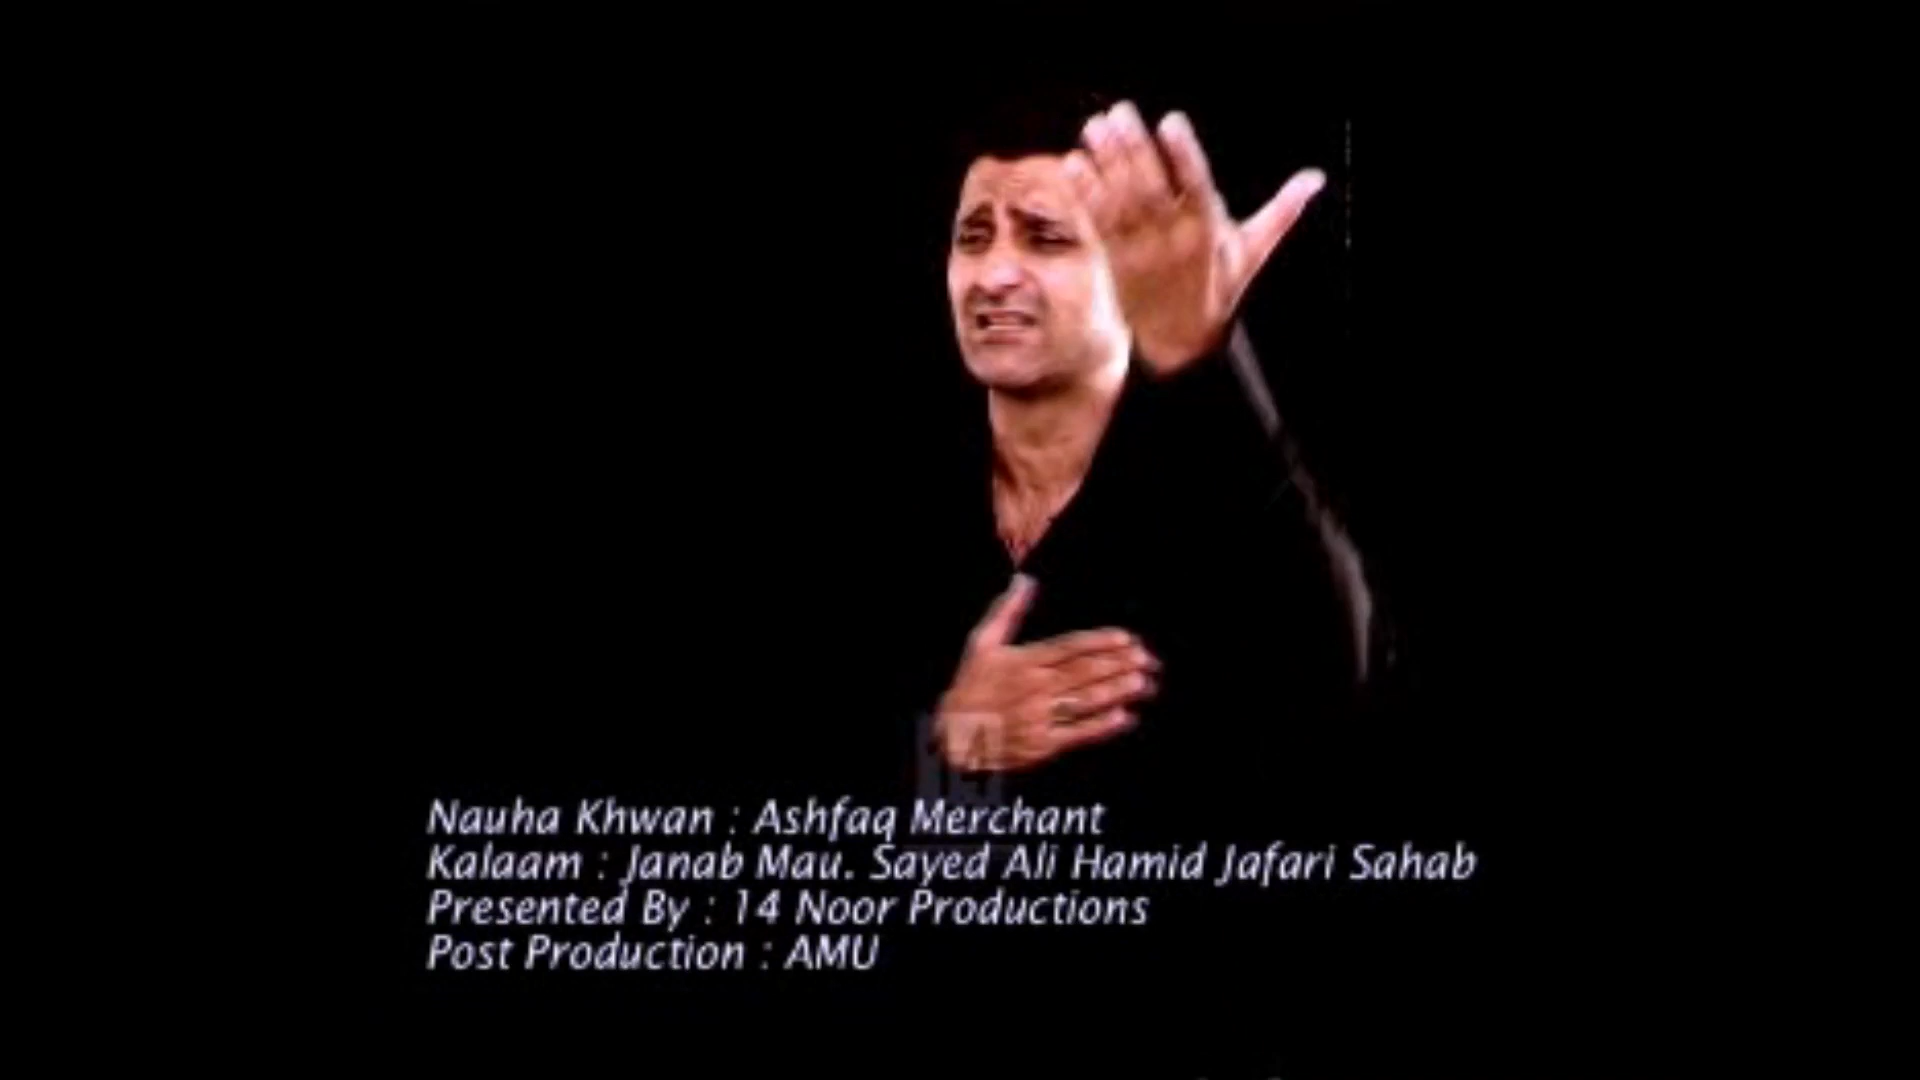 Nauha Khwan : Ashfaq Merchant
Kalaam : Janab Mau. Sayed Ali Hamid Jafari Sahab
Presented By : 14 Noor Productions
Post Production : AMU